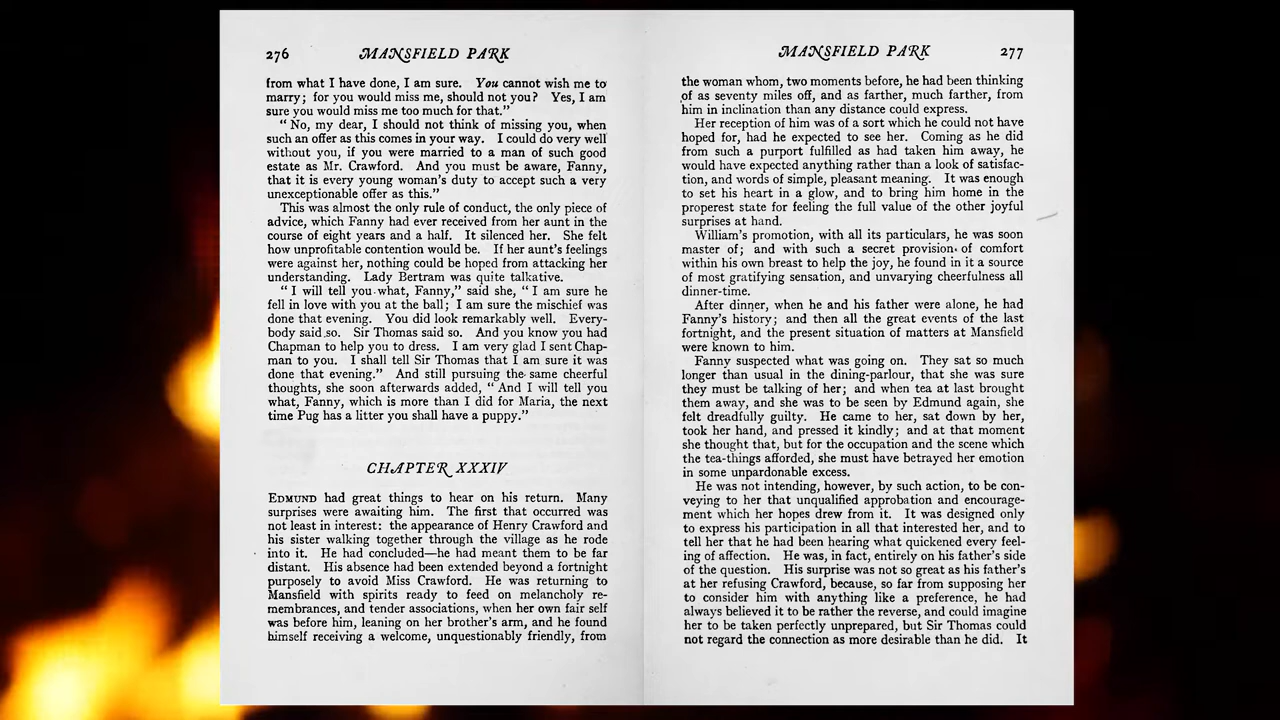 276 MANSFIELD PARK
from what I have done, I am sure. You cannot wish me to
marry; for you would miss me, should not you? Yes, I am
sure you would miss me too much for that."
"No, my dear, I should not think of missing you, when
such an offer as this comes in your way. I could do very well
without you, if you were married to a man of such good
estate as Mr. Crawford. And you must be aware, Fanny,
that it is every young woman's duty to accept such a very
unexceptionable offer as this."
This was almost the only rule of conduct, the only piece of
advice, which Fanny had ever received from her aunt in the
course of eight years and a half. It silenced her. She felt
how unprofitable contention would be. If her aunt's feelings
were against her, nothing could be hoped from attacking her
understanding. Lady Bertram was quite talkative.
"I will tell you what, Fanny," said she, "I am sure he
fell in love with you at the ball; I am sure the mischief was
done that evening. You did look remarkably well. Every-
body said so. Sir Thomas said so. And you know you had
Chapman to help you to dress. I am very glad I sent Chap-
man to you. I shall tell Sir Thomas that I am sure it was
done that evening." And still pursuing the same cheerful
thoughts, she soon afterwards added, "And I will tell you
what, Fanny, which is more than I did for Maria, the next
time Pug has a litter you shall have a puppy."
CHAPTER XXXIV
EDMUND had great things to hear on his return. Many
surprises were awaiting him. The first that occurred was
not least in interest: the appearance of Henry Crawford and
his sister walking together through the village as he rode
into it. He had concluded—he had meant them to be far
distant. His absence had been extended beyond a fortnight
purposely to avoid Miss Crawford. He was returning to
Mansfield with spirits ready to feed on melancholy re-
membrances, and tender associations, when her own fair self
was before him, leaning on her brother's arm, and he found
himself receiving a welcome, unquestionably friendly, from
MANSFIELD PARK 277
the woman whom, two moments before, he had been thinking
of as seventy miles off, and as farther, much farther, from
him in inclination than any distance could express.
Her reception of him was of a sort which he could not have
hoped for, had he expected to see her. Coming as he did
from such a purport fulfilled as had taken him away, he
would have expected anything rather than a look of satisfac-
tion, and words of simple, pleasant meaning. It was enough
to set his heart in a glow, and to bring him home in the
properest state for feeling the full value of the other joyful
surprises at hand.
William's promotion, with all its particulars, he was soon
master of; and with such a secret provision of comfort
within his own breast to help the joy, he found in it a source
of most gratifying sensation, and unvarying cheerfulness all
dinner-time.
After dinner, when he and his father were alone, he had
Fanny's history; and then all the great events of the last
fortnight, and the present situation of matters at Mansfield
were known to him.
Fanny suspected what was going on. They sat so much
longer than usual in the dining-parlour, that she was sure
they must be talking of her; and when tea at last brought
them away, and she was to be seen by Edmund again, she
felt dreadfully guilty. He came to her, sat down by her,
took her hand, and pressed it kindly; and at that moment
she thought that, but for the occupation and the scene which
the tea-things afforded, she must have betrayed her emotion
in some unpardonable excess.
He was not intending, however, by such action, to be con-
veying to her that unqualified approbation and encourage-
ment which her hopes drew from it. It was designed only
to express his participation in all that interested her, and to
tell her that he had been hearing what quickened every feel-
ing of affection. He was, in fact, entirely on his father's side
of the question. His surprise was not so great as his father's
at her refusing Crawford, because, so far from supposing her
to consider him with anything like a preference, he had
always believed it to be rather the reverse, and could imagine
her to be taken perfectly unprepared, but Sir Thomas could
not regard the connection as more desirable than he did. It